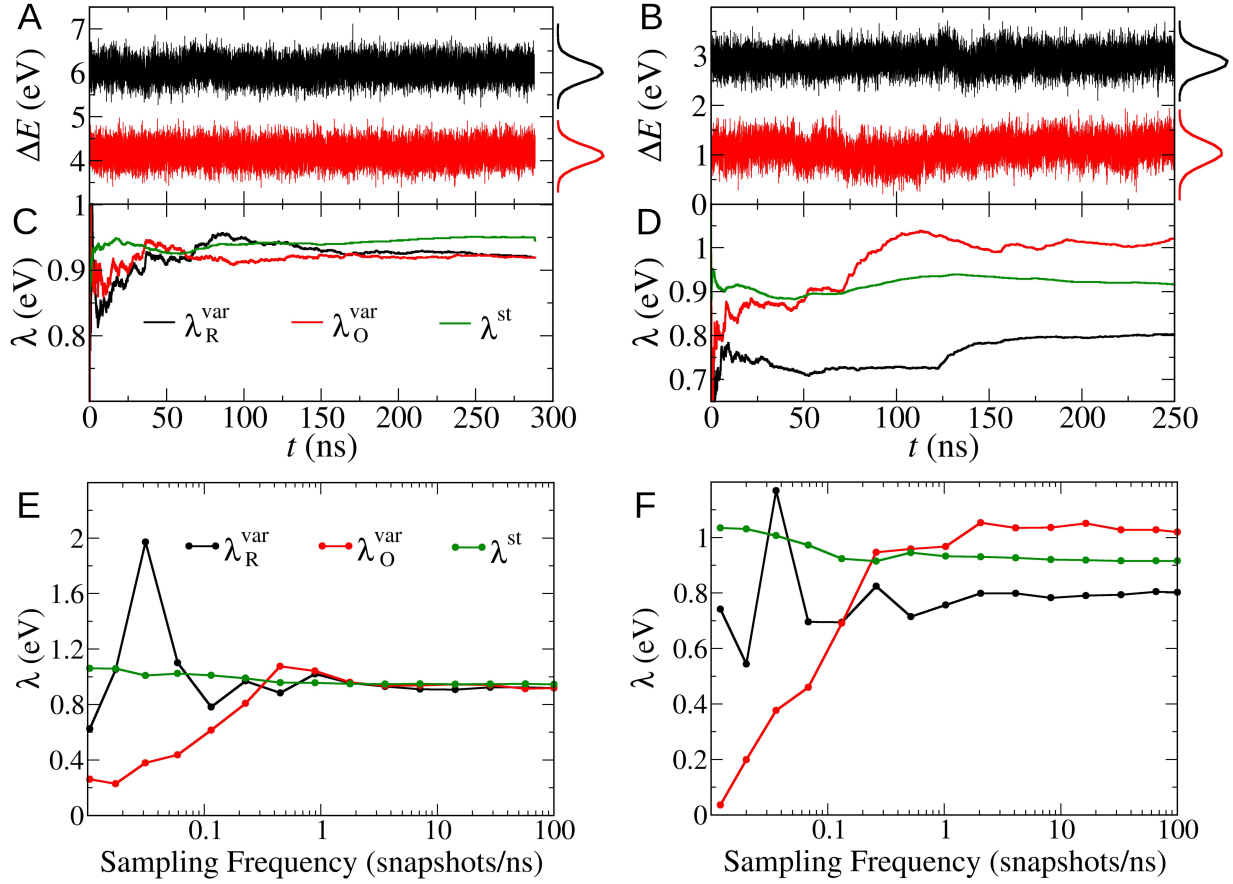 A
7
6
5
4
ΔE (eV)
B
3
2
1
0
ΔE (eV)
C
1
0.9
0.8
λ (eV)
λ_R^var λ_O^var λ^st
0 50 100 150 200 250 300
t (ns)
D
1
0.9
0.8
0.7
λ (eV)
0 50 100 150 200 250
t (ns)
E
2
1.6
1.2
0.8
0.4
0
λ (eV)
λ_R^var λ_O^var λ^st
0.1 1 10 100
Sampling Frequency (snapshots/ns)
F
1
0.8
0.6
0.4
0.2
0
λ (eV)
0.1 1 10 100
Sampling Frequency (snapshots/ns)